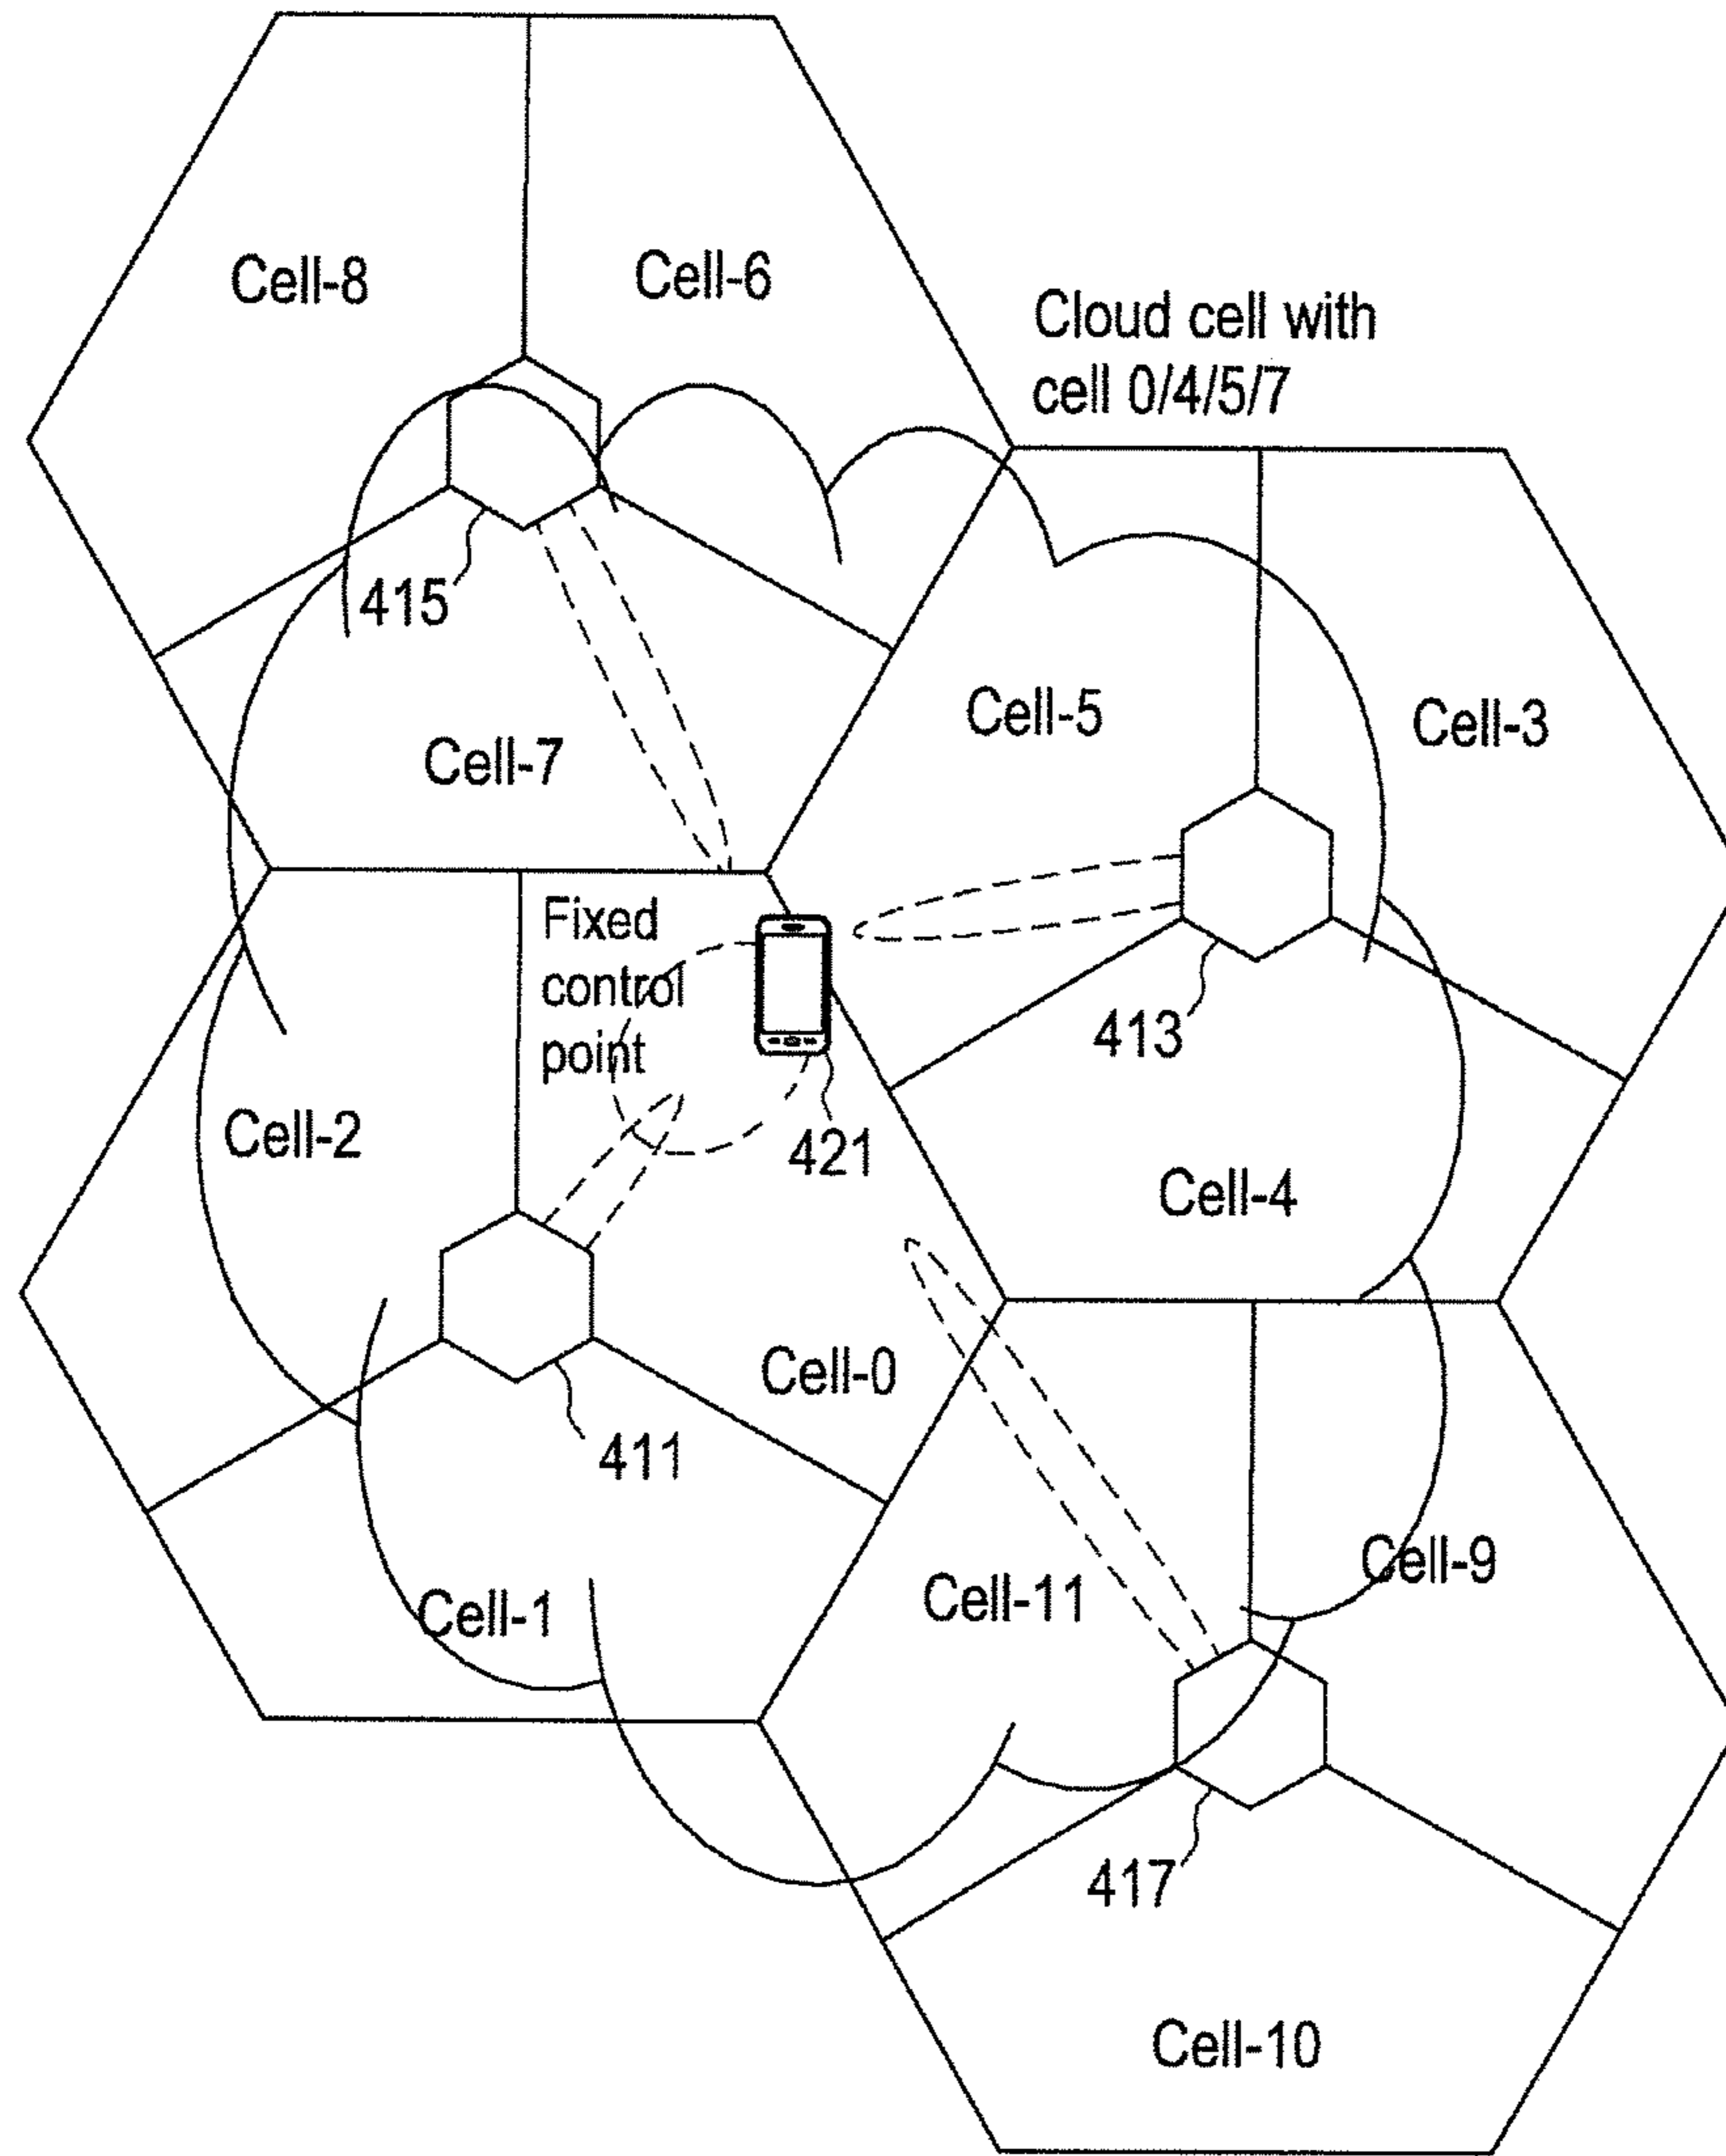 Cell-8
Cell-6
Cloud cell with
cell 0/4/5/7
415
Cell-5
Cell-3
Cell-7
Fixed
control
point
413
Cell-2
421
Cell-4
Cell-0
411
Cell-9
Cell-11
Cell-1
417
Cell-10